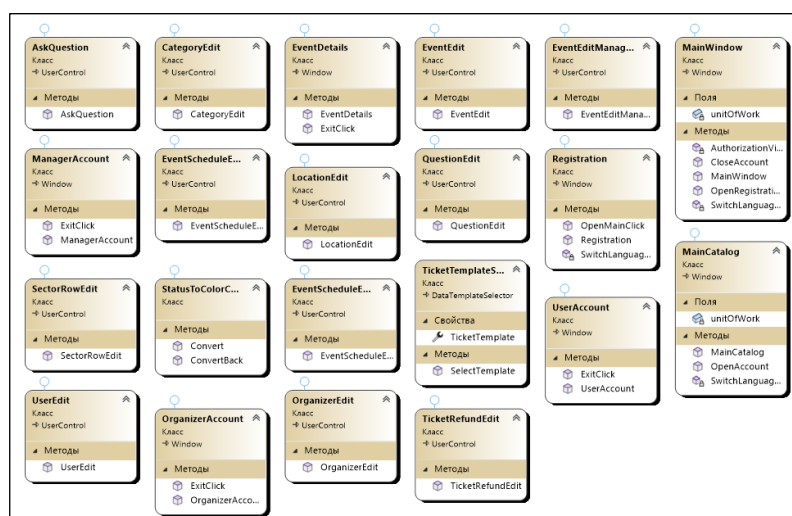 AskQuestion
Класс
UserControl
Методы
AskQuestion
CategoryEdit
Класс
UserControl
Методы
CategoryEdit
EventDetails
Класс
Window
Методы
EventDetails
ExitClick
EventEdit
Класс
UserControl
Методы
EventEdit
EventEditManag...
Класс
UserControl
Методы
EventEditMana...
MainWindow
Класс
Window
Поля
unitOfWork
Методы
AuthorizationVi...
CloseAccount
MainWindow
OpenRegistrati...
SwitchLanguag...
ManagerAccount
Класс
Window
Методы
ExitClick
ManagerAccount
EventScheduleE...
Класс
UserControl
Методы
EventScheduleE...
LocationEdit
Класс
UserControl
Методы
LocationEdit
QuestionEdit
Класс
UserControl
Методы
QuestionEdit
Registration
Класс
Window
Методы
OpenMainClick
Registration
SwitchLanguag...
MainCatalog
Класс
Window
Поля
unitOfWork
Методы
MainCatalog
OpenAccount
SwitchLanguag...
SectorRowEdit
Класс
UserControl
Методы
SectorRowEdit
StatusToColorC...
Класс
Методы
Convert
ConvertBack
EventScheduleE...
Класс
UserControl
Методы
EventScheduleE...
TicketTemplateS...
Класс
DataTemplateSelector
Свойства
TicketTemplate
Методы
SelectTemplate
UserAccount
Класс
Window
Методы
ExitClick
UserAccount
UserEdit
Класс
UserControl
Методы
UserEdit
OrganizerAccount
Класс
Window
Методы
ExitClick
OrganizerAcco...
OrganizerEdit
Класс
UserControl
Методы
OrganizerEdit
TicketRefundEdit
Класс
UserControl
Методы
TicketRefundEdit